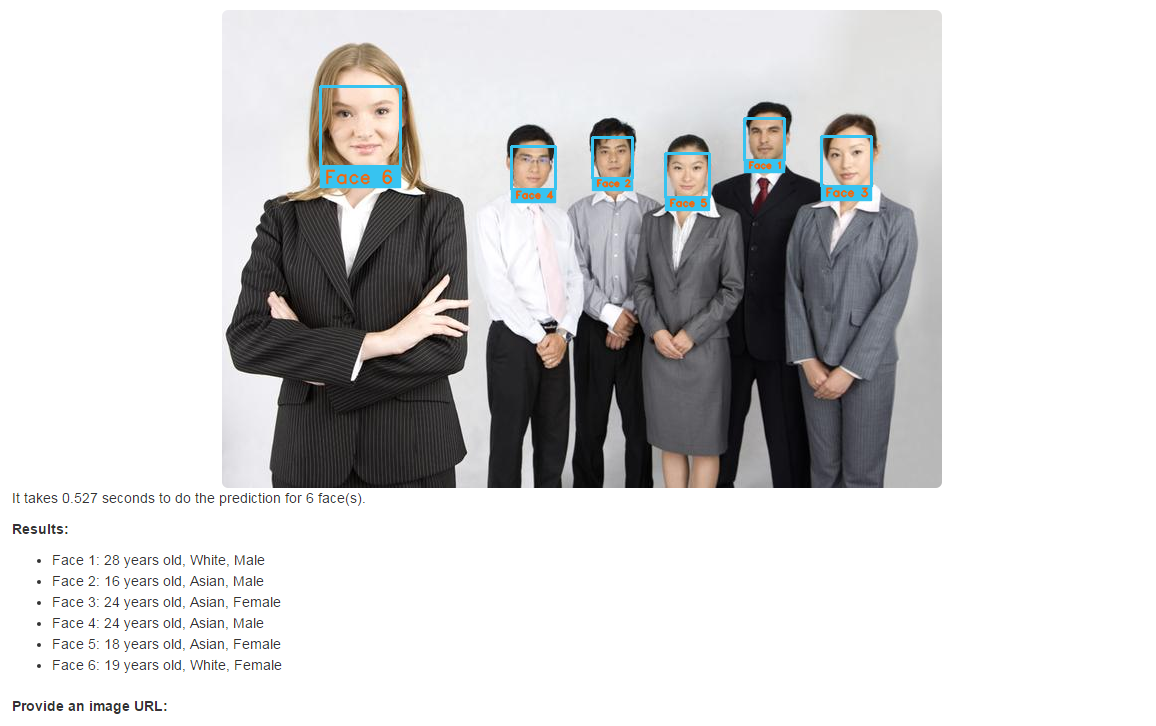 Face 6
Face 4
Face 2
Face 5
Face 1
Face 3
It takes 0.527 seconds to do the prediction for 6 face(s).
Results:
Face 1: 28 years old, White, Male
Face 2: 16 years old, Asian, Male
Face 3: 24 years old, Asian, Female
Face 4: 24 years old, Asian, Male
Face 5: 18 years old, Asian, Female
Face 6: 19 years old, White, Female
Provide an image URL: